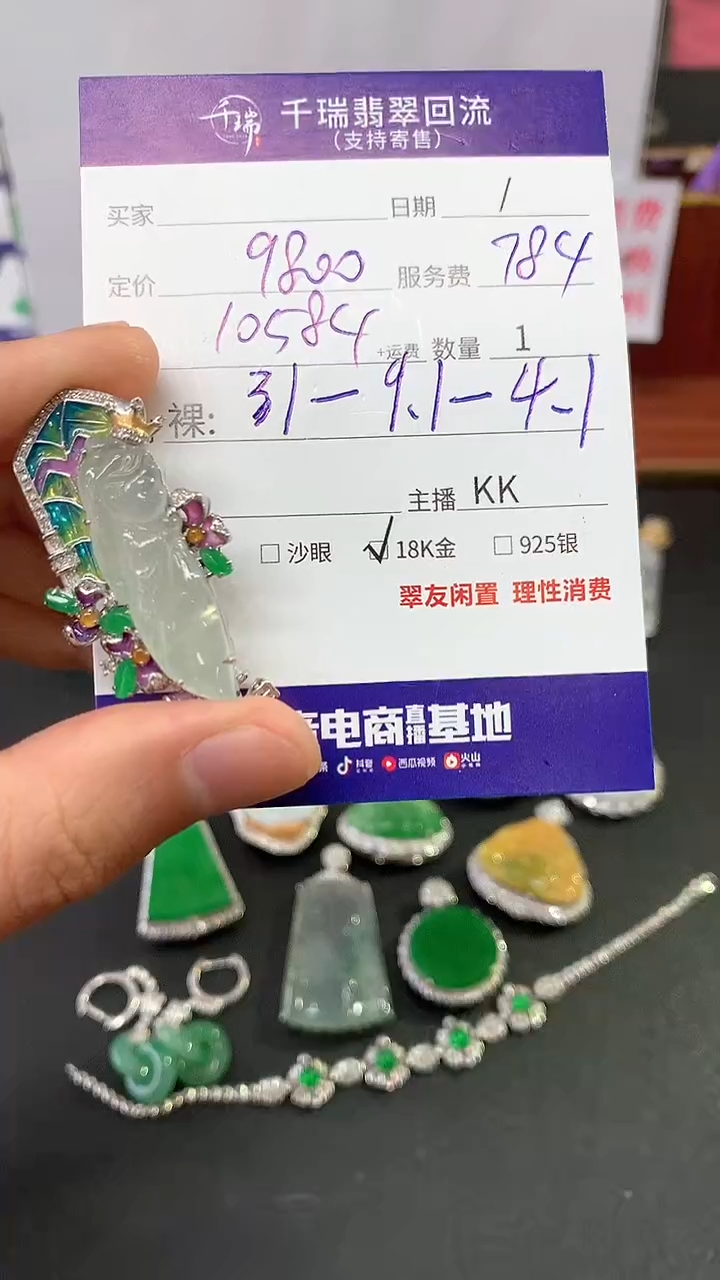 千瑞 千瑞翡翠回流
(支持寄售)
买家 日期 /
定价 9800 服务费 784
10584 +运费 数量 1
裸: 31-9.1-4.1
主播 KK
沙眼 ✓ 18K金 925银
翠友闲置 理性消费
电商直播基地
抖音 西瓜视频 火山